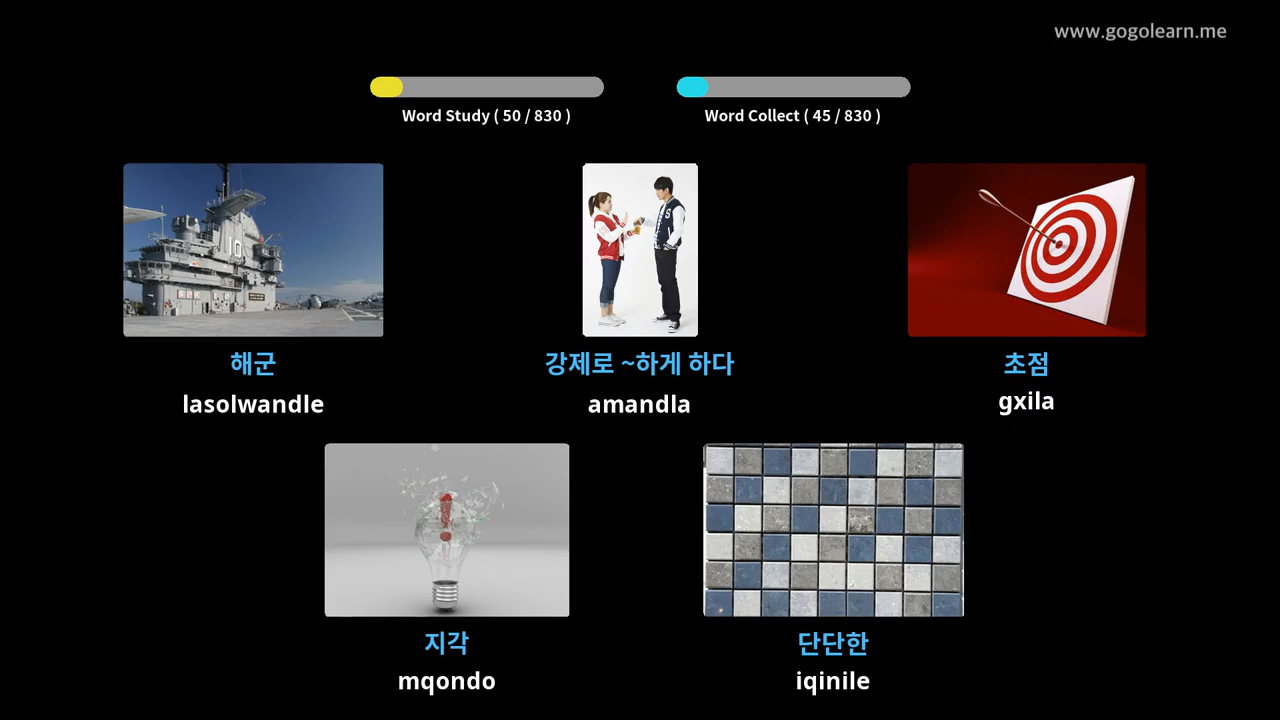 www.gogolearn.me
Word Study ( 50 / 830 )
Word Collect ( 45 / 830 )
10
해군
lasolwandle
S
강제로 ~하게 하다
amandla
초점
gxila
지각
mqondo
단단한
iqinile